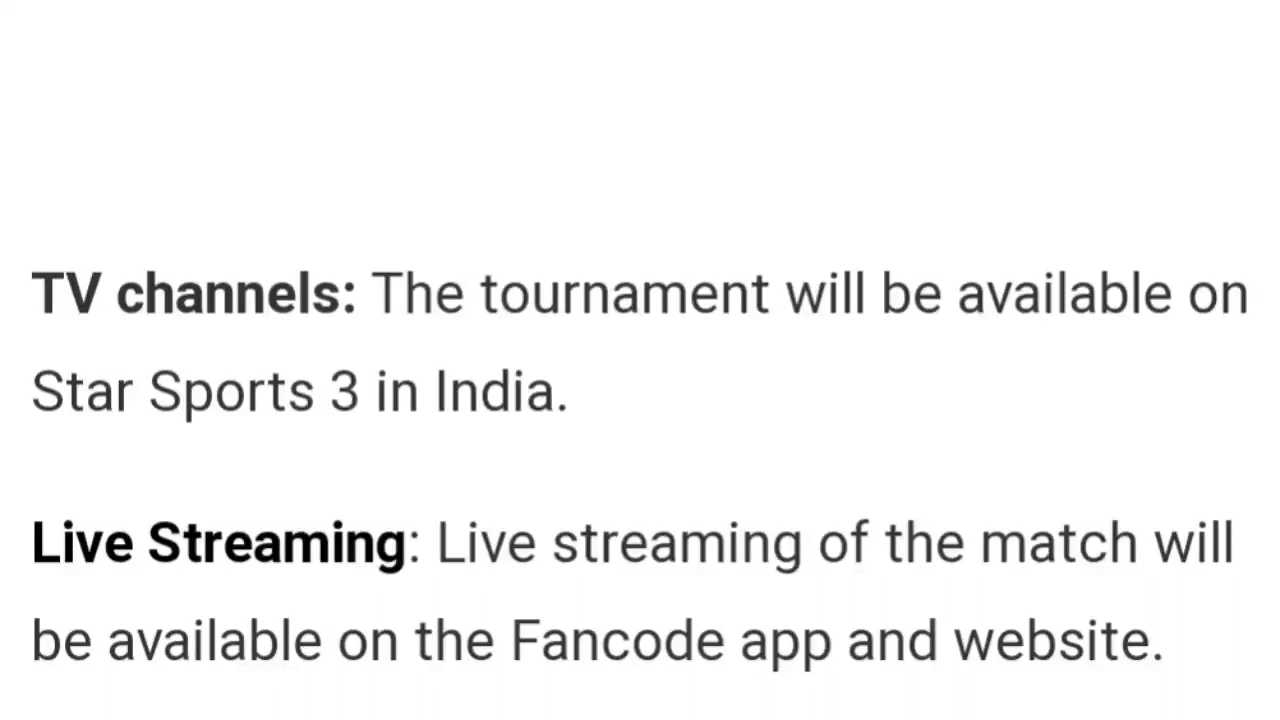 TV channels: The tournament will be available on
Star Sports 3 in India.
Live Streaming: Live streaming of the match will
be available on the Fancode app and website.